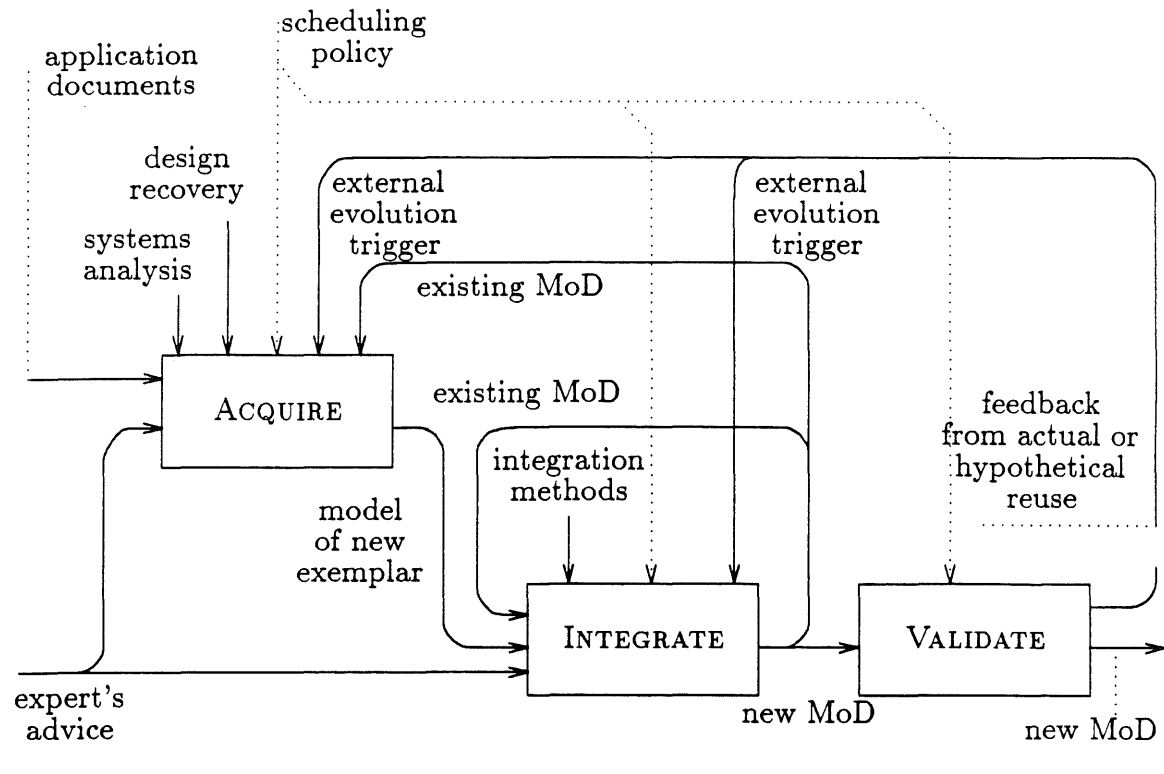 scheduling
policy
application
documents
design
recovery
systems
analysis
external
evolution
trigger
external
evolution
trigger
existing MoD
existing MoD
ACQUIRE
feedback
from actual or
hypothetical
reuse
integration
methods
model
of new
exemplar
INTEGRATE
VALIDATE
expert's
advice
new MoD
new MoD